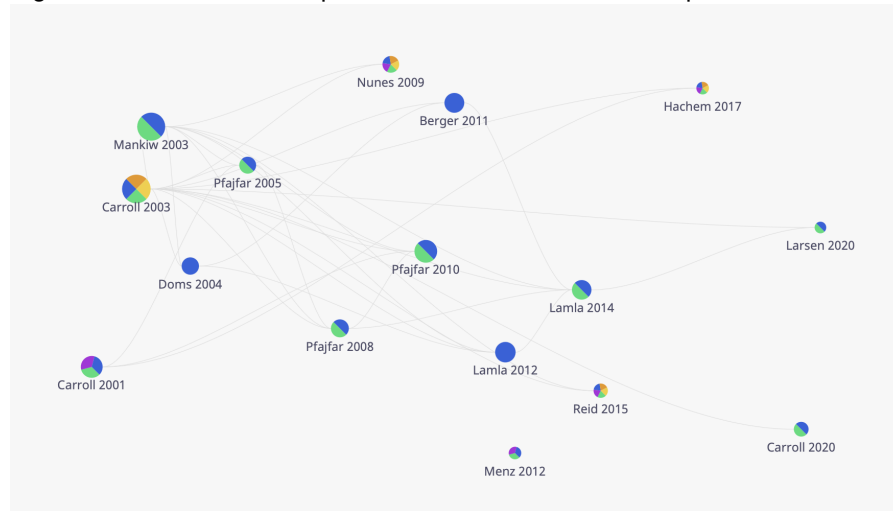 Nunes 2009
Hachem 2017
Berger 2011
Mankiw 2003
Pfajfar 2005
Carroll 2003
Larsen 2020
Pfajfar 2010
Doms 2004
Lamla 2014
Pfajfar 2008
Lamla 2012
Carroll 2001
Reid 2015
Carroll 2020
Menz 2012